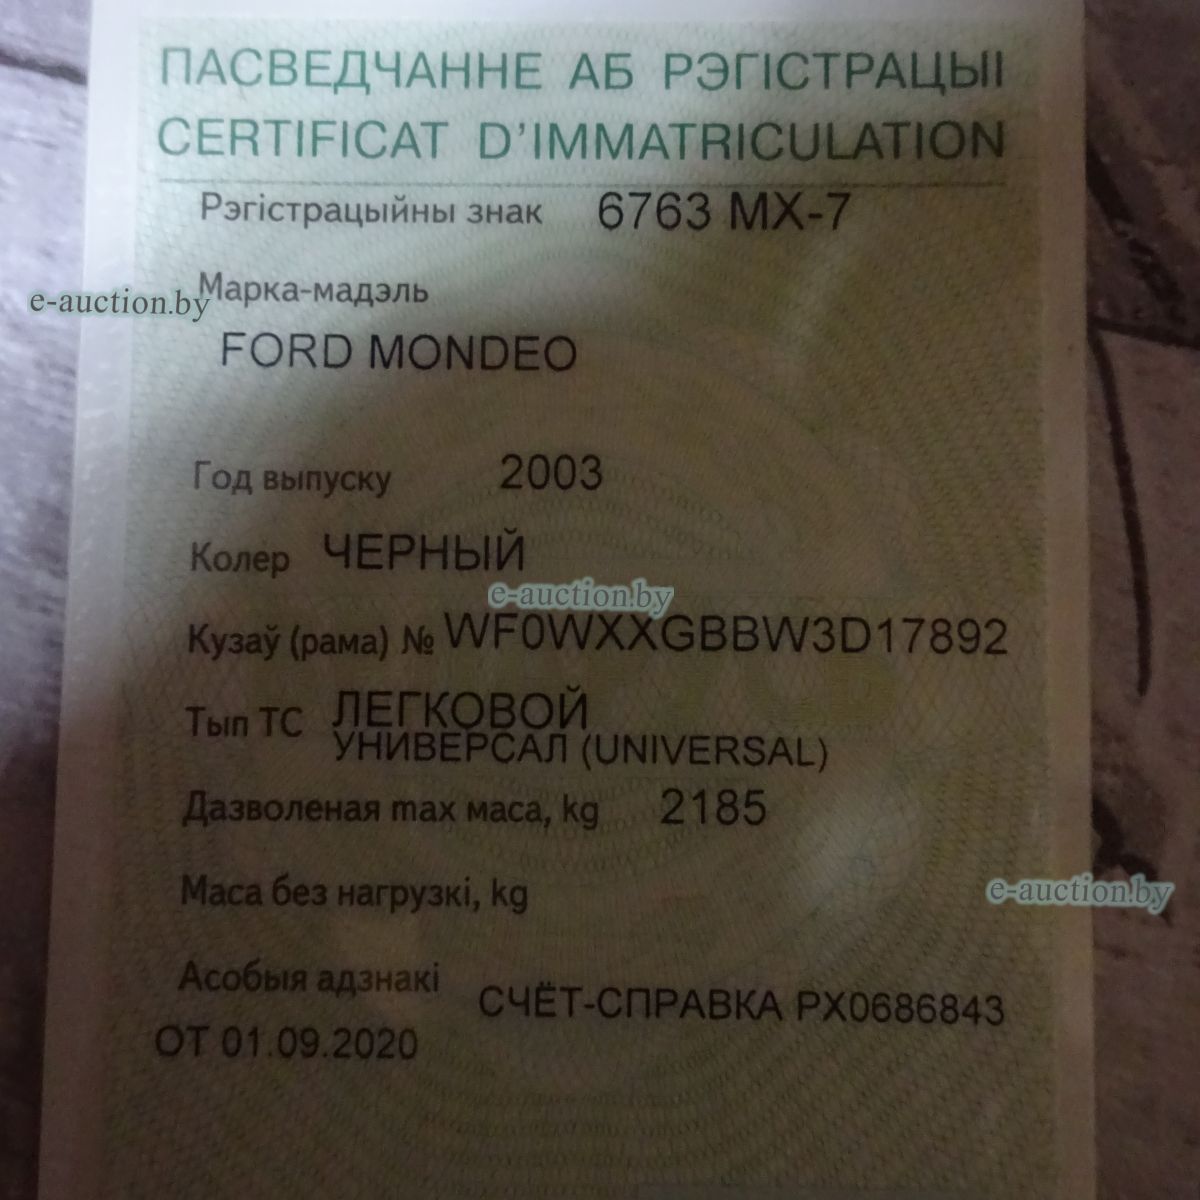 ПАСВЕДЧАННЕ АБ РЭГІСТРАЦЫІ
CERTIFICAT D'IMMATRICULATION
Рэгістрацыйны знак 6763 MX-7
Марка-мадэль
e-auction.by
FORD MONDEO
Год выпуску 2003
Колер ЧЕРНЫЙ
e-auction.by
Кузаў (рама) № WF0WXXGBBW3D17892
Тып ТС ЛЕГКОВОЙ
УНИВЕРСАЛ (UNIVERSAL)
Дазволеная max маса, kg 2185
Маса без нагрузкі, kg
e-auction.by
Асобыя адзнакі СЧЁТ-СПРАВКА РХ0686843
ОТ 01.09.2020